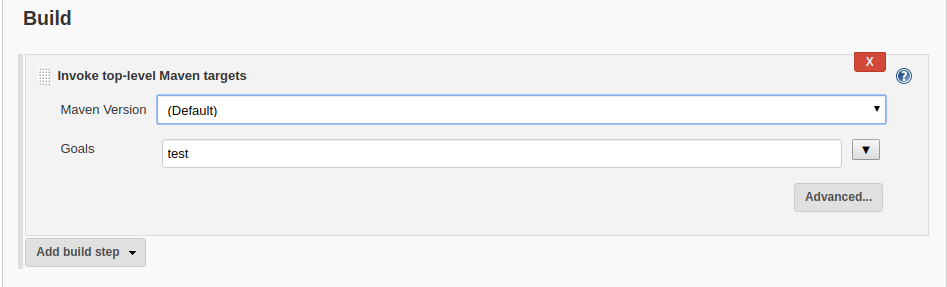 Build
X
Invoke top-level Maven targets
?
Maven Version (Default)
Goals test
Advanced...
Add build step